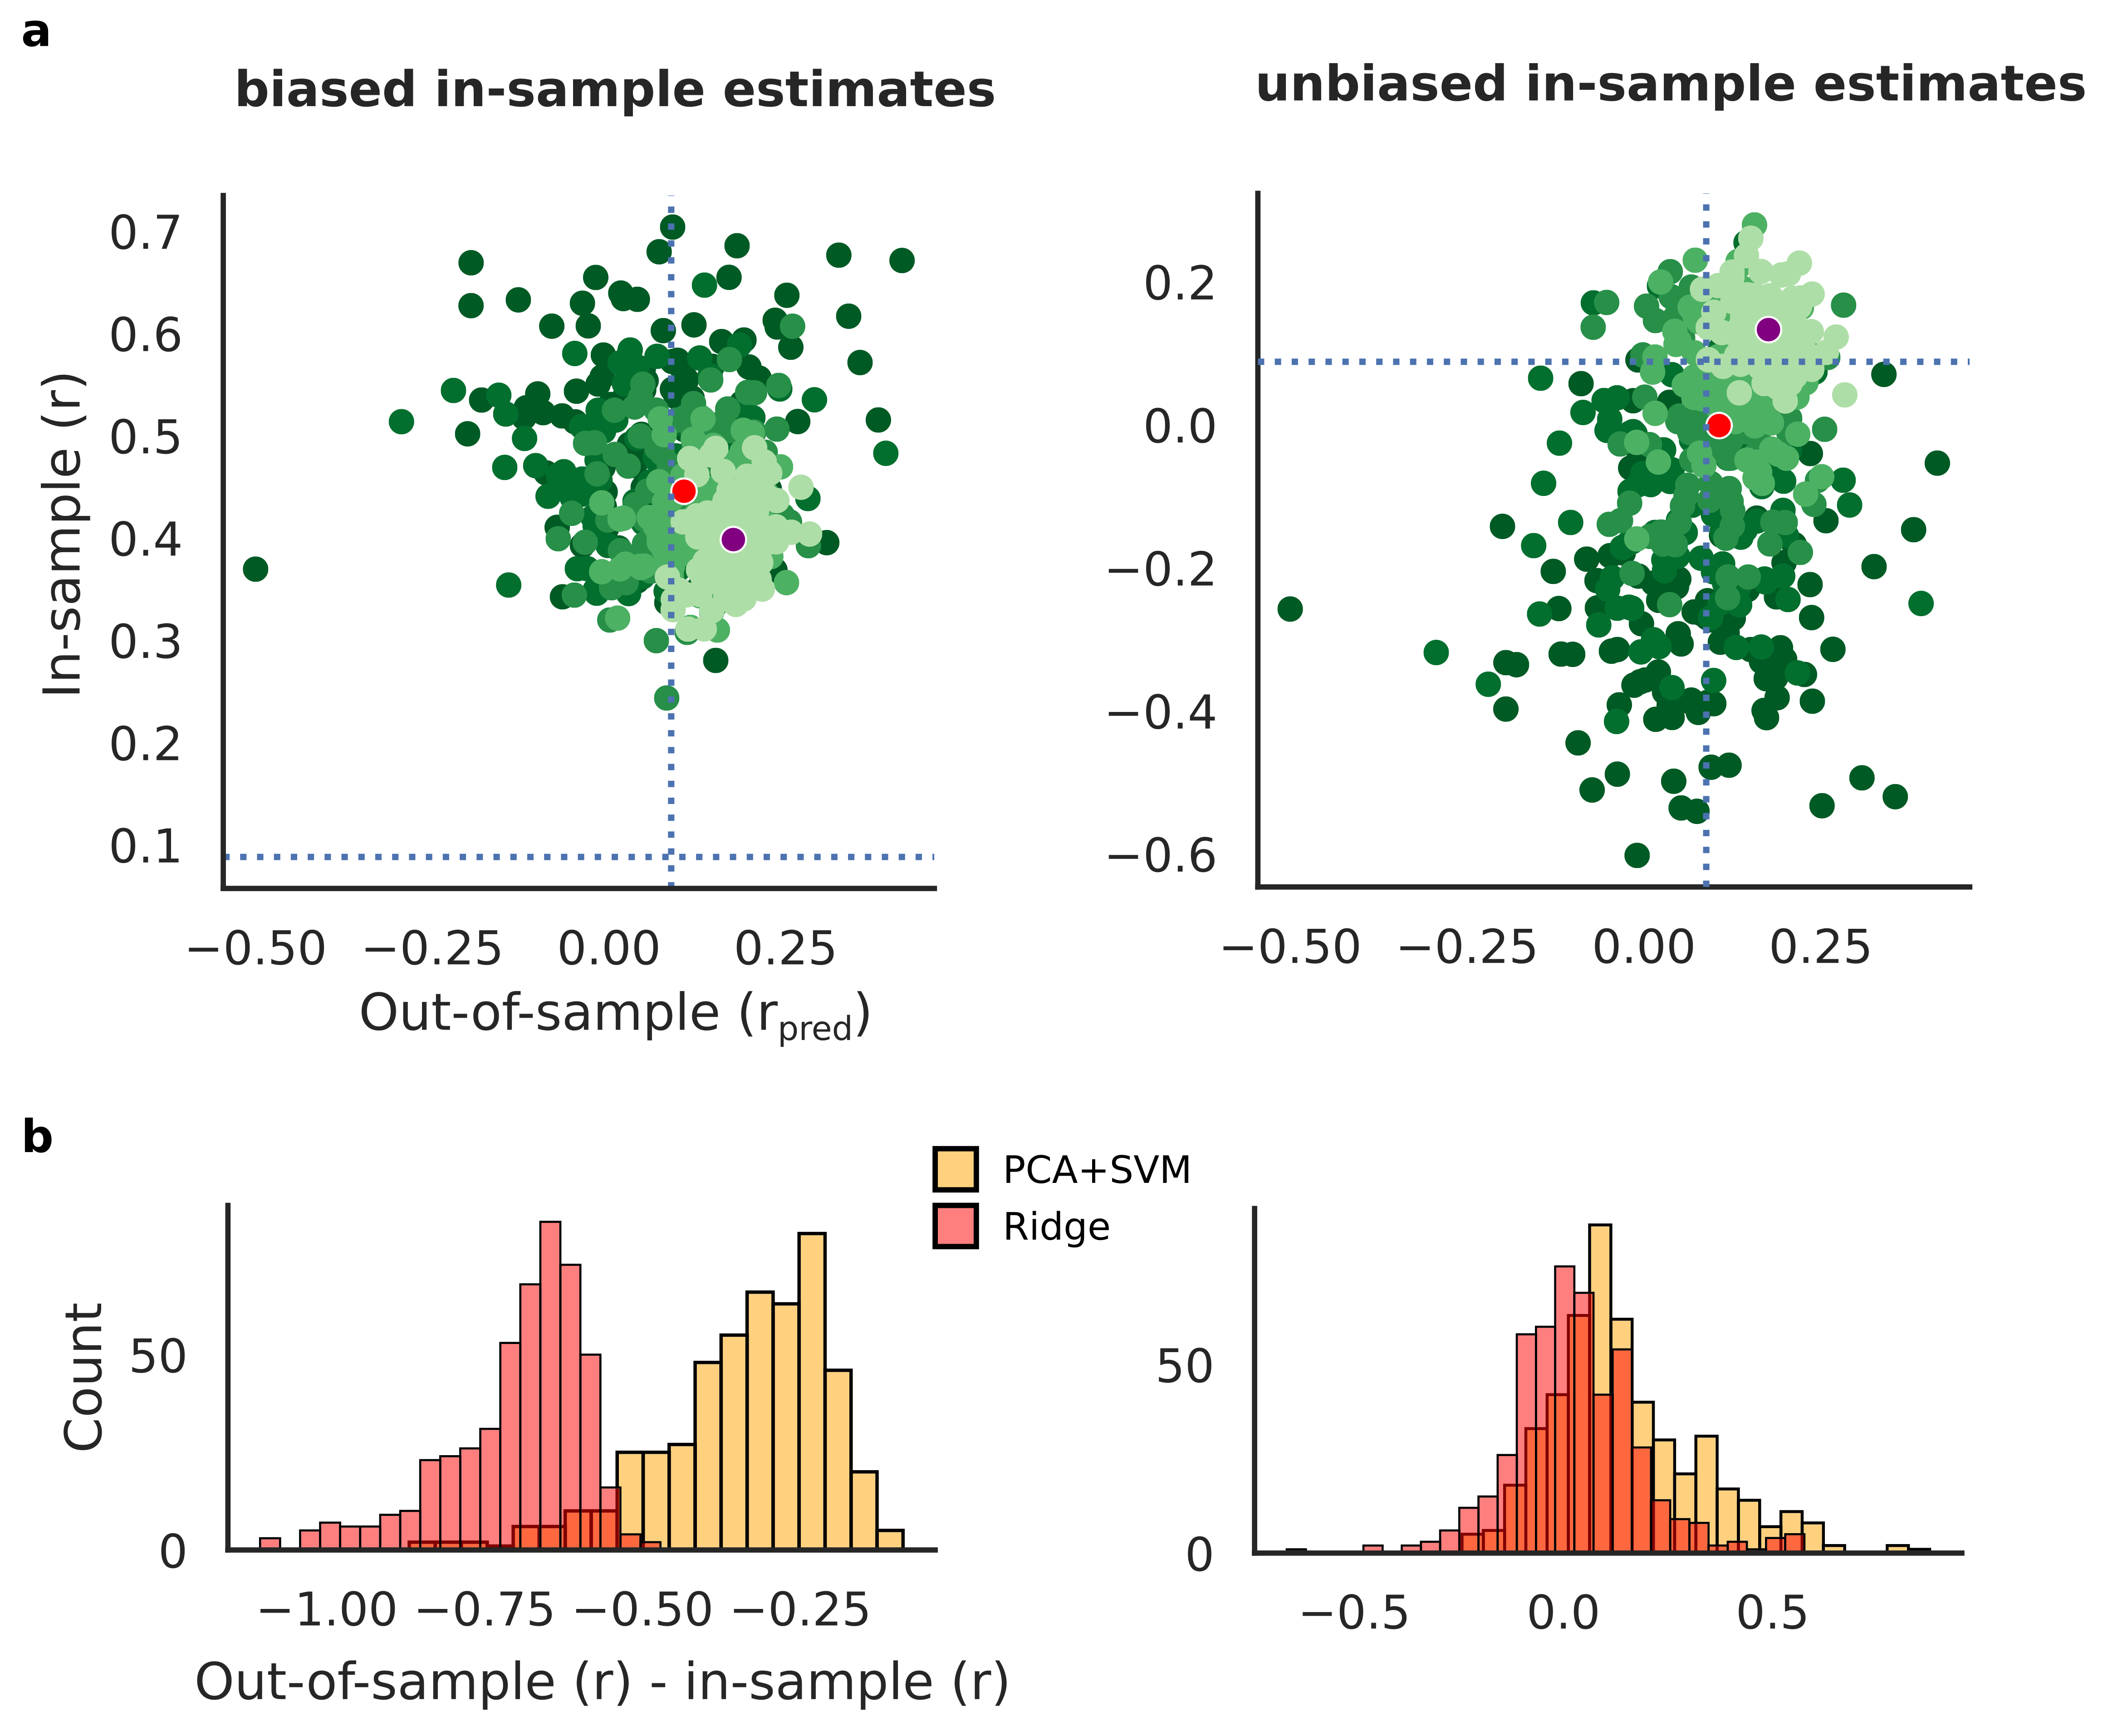 a
biased in-sample estimates
unbiased in-sample estimates
In-sample (r)
0.7
0.6
0.5
0.4
0.3
0.2
0.1
−0.50 −0.25 0.00 0.25
Out-of-sample (rpred)
0.2
0.0
−0.2
−0.4
−0.6
−0.50 −0.25 0.00 0.25
b
PCA+SVM
Ridge
Count
50
0
−1.00 −0.75 −0.50 −0.25
Out-of-sample (r) - in-sample (r)
50
0
−0.5 0.0 0.5